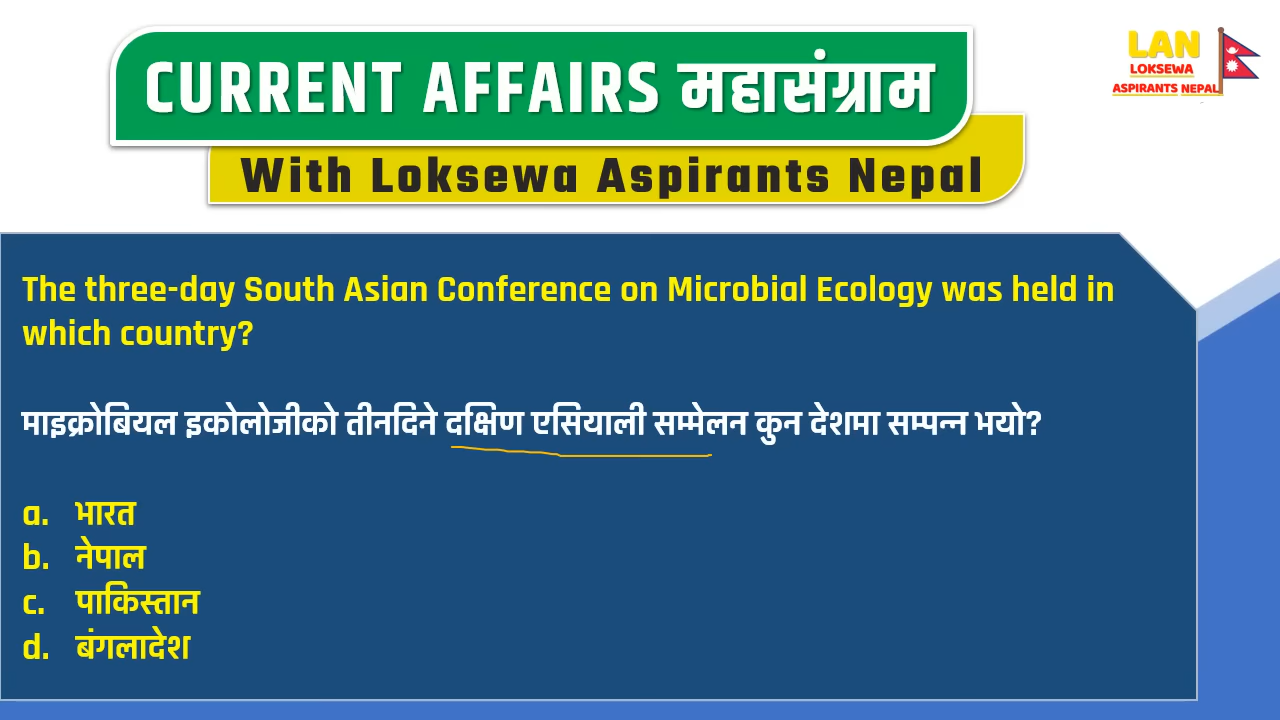 CURRENT AFFAIRS महासंग्राम
With Loksewa Aspirants Nepal
LAN
LOKSEWA
ASPIRANTS NEPAL
The three-day South Asian Conference on Microbial Ecology was held in
which country?
माइक्रोबियल इकोलोजीको तीनदिने दक्षिण एसियाली सम्मेलन कुन देशमा सम्पन्न भयो?
a. भारत
b. नेपाल
c. पाकिस्तान
d. बंगलादेश